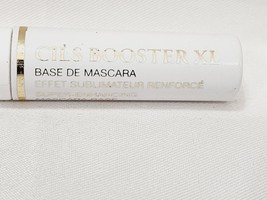 CILS BOOSTER XL
BASE DE MASCARA
EFFET SUBLIMATEUR RENFORCÉ